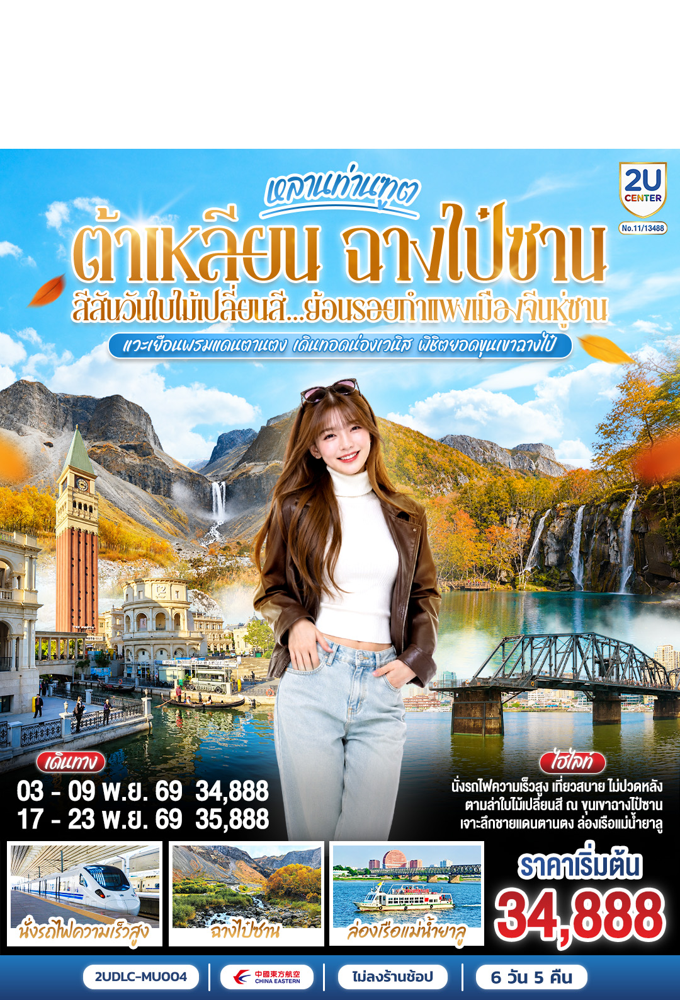 หลานท่านฑูต
2U
CENTER
No.11/13488
ต้าเหลียน ฉางไป๋ซาน
สีสันวันใบไม้เปลี่ยนสี...ย้อนรอยกำแพงเมืองจีนหู่ซาน
แวะเยือนพรมแดนตานตง เดินทอดน่องเวนิส พิชิตยอดขุนเขาฉางไป๋
เดินทาง
03 - 09 พ.ย. 69 34,888
17 - 23 พ.ย. 69 35,888
ไฮไลท์
นั่งรถไฟความเร็วสูง เที่ยวสบาย ไม่ปวดหลัง
ตามล่าใบไม้เปลี่ยนสี ณ ขุนเขาฉางไป๋ซาน
เจาะลึกชายแดนตานตง ล่องเรือแม่น้ำยาลู
นั่งรถไฟความเร็วสูง
ฉางไป๋ซาน
ล่องเรือแม่น้ำยาลู
ราคาเริ่มต้น
34,888
2UDLC-MU004
中國東方航空
CHINA EASTERN
ไม่ลงร้านช้อป
6 วัน 5 คืน